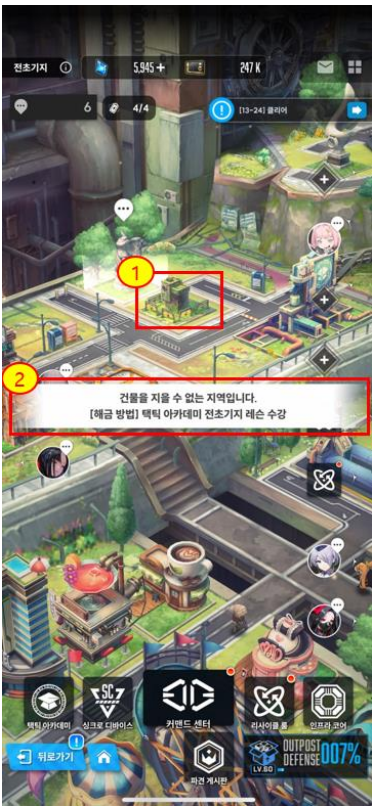 전초기지
5,945 +
247 K
6
4/4
[13-24] 클리어
1
2
건물을 지을 수 없는 지역입니다.
[해금 방법] 택틱 아카데미 전초기지 레슨 수강
택틱 아카데미
싱크로 디바이스
커맨드 센터
리사이클 룸
인프라 코어
뒤로가기
파견 게시판
LV.50
OUTPOST
DEFENSE 007%